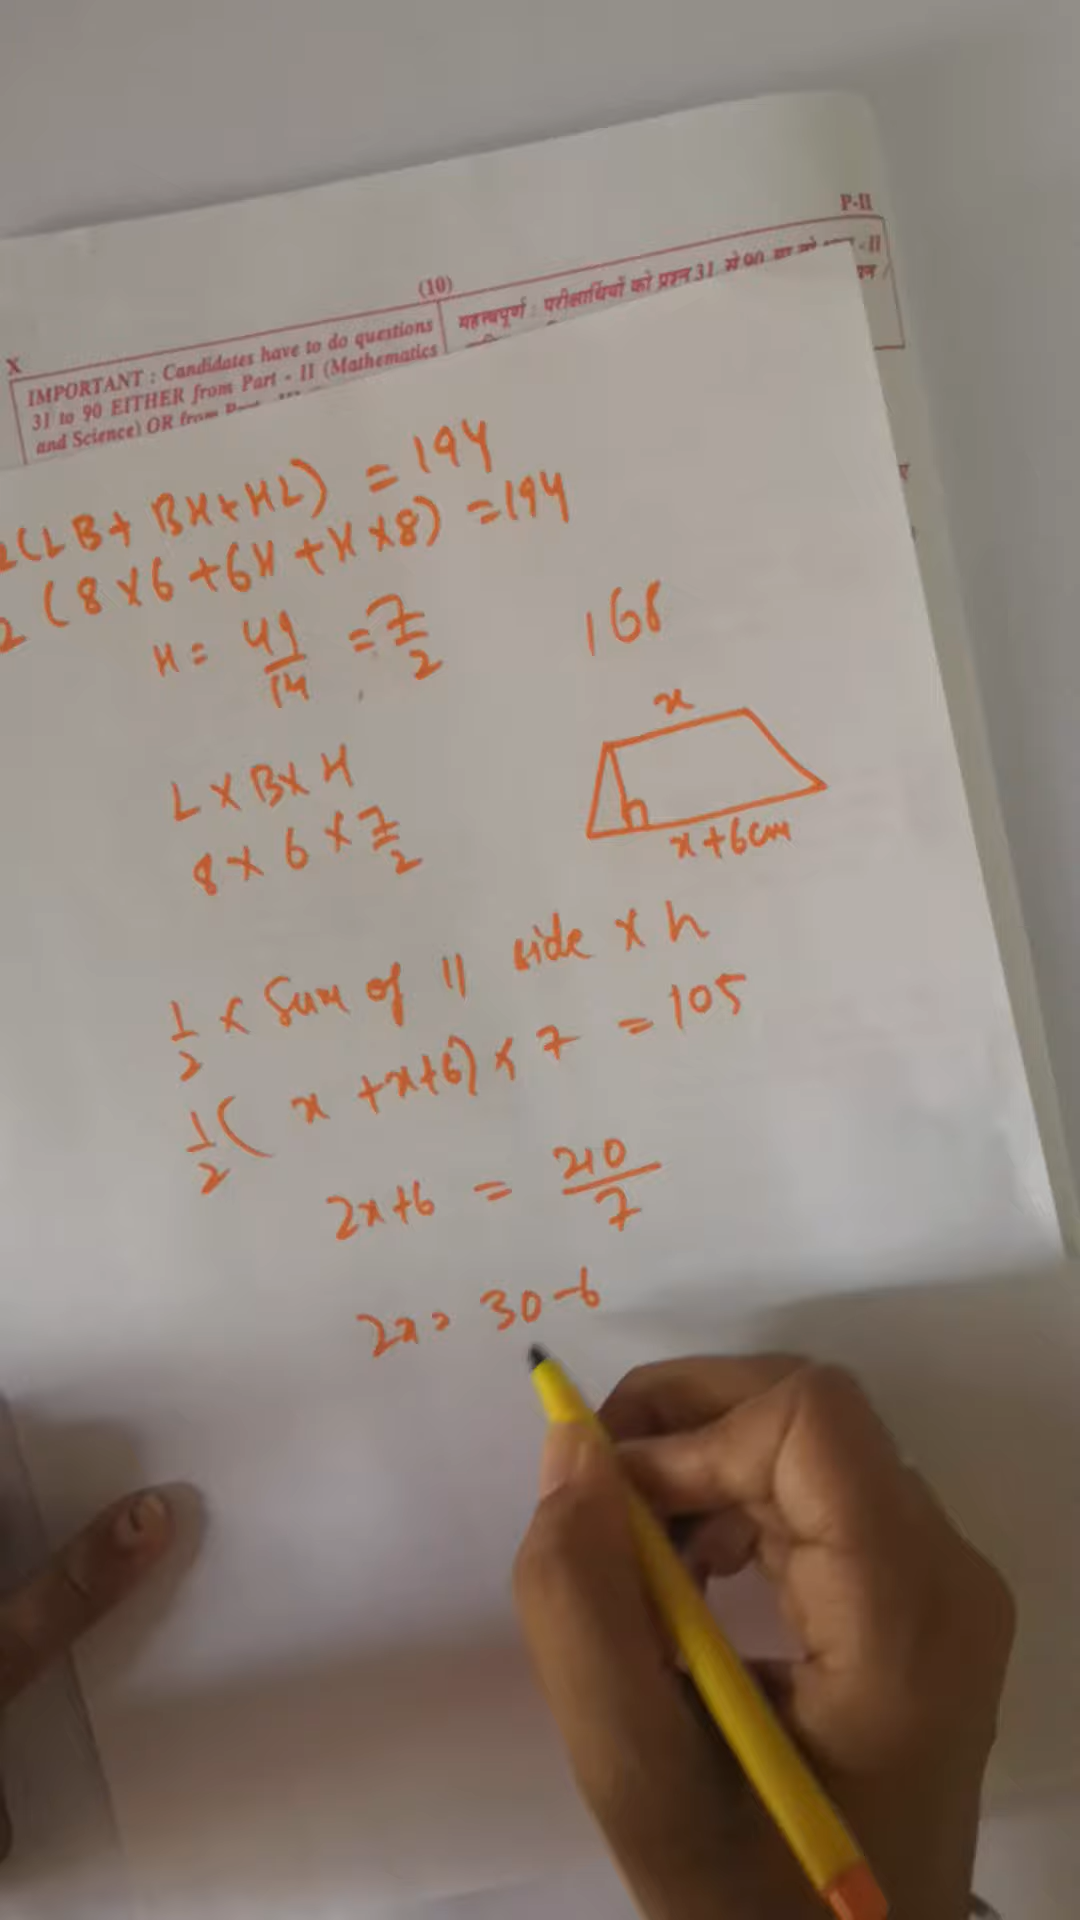 P-II
(10)
X
IMPORTANT : Candidates have to do questions
31 to 90 EITHER from Part - II (Mathematics
and Science) OR from
महत्त्वपूर्ण : परीक्षार्थियों को प्रश्न 31 से 90
- II
2(LB + BH + HL) = 194
2 (8 × 6 + 6H + H × 8) = 194
H = 49/14 = 7/2
168
L × B × H
8 × 6 × 7/2
x
h
x + 6 cm
1/2 × Sum of || side × h
1/2 ( x + x + 6) × 7 = 105
2x + 6 = 210/7
2x = 30 - 6